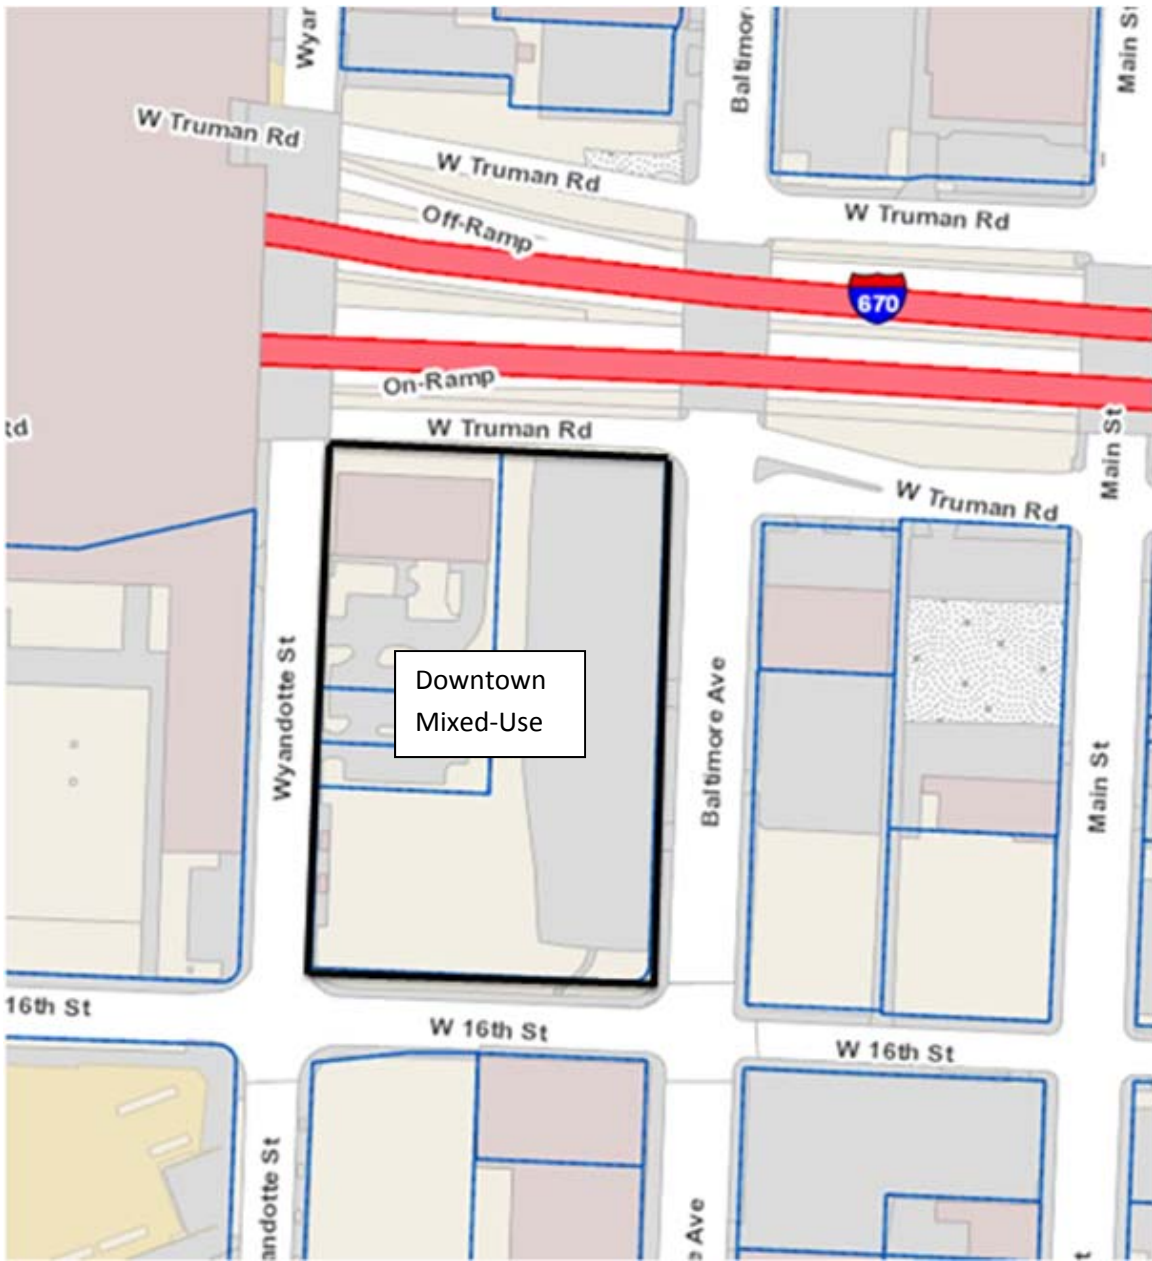 Wyar
Baltimor
Main St
W Truman Rd
W Truman Rd
W Truman Rd
Off-Ramp
670
On-Ramp
Rd
W Truman Rd
Main St
W Truman Rd
Downtown
Mixed-Use
Wyandotte St
Baltimore Ave
Main St
16th St
W 16th St
W 16th St
andotte St
e Ave
t